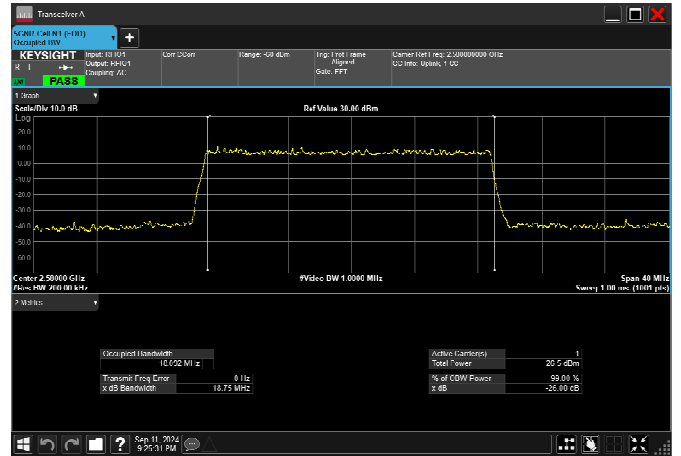 Transceiver A
5GNR Cell N1 (FDD)
Occupied BW
+
KEYSIGHT
R T
PASS
Input: RFIO1
Output: RFIO1
Coupling: AC
Corr CCorr
Range: -60 dBm
Trig: Prot Frame
Aligned
Gate: FFT
Carrier Ref Freq: 2.580000000 GHz
CC Info: Uplink, 1 CC
1 Graph
Scale/Div 10.0 dB
Ref Value 30.00 dBm
Log
20.0
10.0
0.00
-10.0
-20.0
-30.0
-40.0
-50.0
-60.0
Center 2.58000 GHz
#Video BW 1.0000 MHz
Span 40 MHz
#Res BW 200.00 kHz
Sweep 1.00 ms (1001 pts)
2 Metrics
Occupied Bandwidth
18.092 MHz
Active Carrier(s) 1
Total Power 26.5 dBm
Transmit Freq Error 0 Hz
x dB Bandwidth 18.75 MHz
% of OBW Power 99.00 %
x dB -26.00 dB
?
Sep 11, 2024
9:25:31 PM